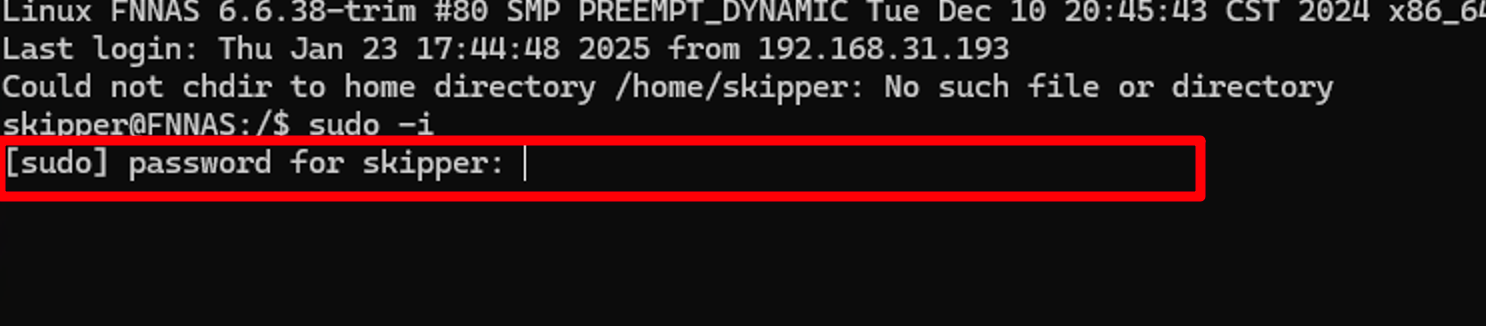 Linux FNNAS 6.6.38-trim #80 SMP PREEMPT_DYNAMIC Tue Dec 10 20:45:43 CST 2024 x86_64
Last login: Thu Jan 23 17:44:48 2025 from 192.168.31.193
Could not chdir to home directory /home/skipper: No such file or directory
skipper@FNNAS:/$ sudo -i
[sudo] password for skipper: